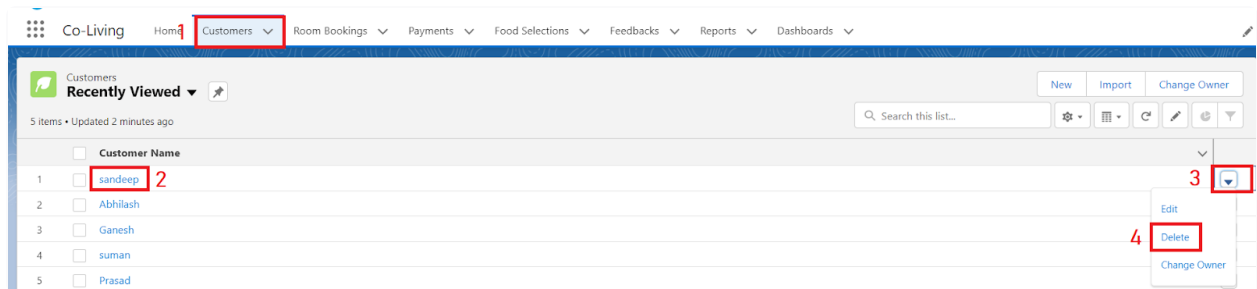 Co-Living Home 1 Customers Room Bookings Payments Food Selections Feedbacks Reports Dashboards
Customers
Recently Viewed
New Import Change Owner
5 items • Updated 2 minutes ago
Search this list...
Customer Name
1 sandeep 2 3
2 Abhilash
Edit
3 Ganesh
4 Delete
4 suman
Change Owner
5 Prasad